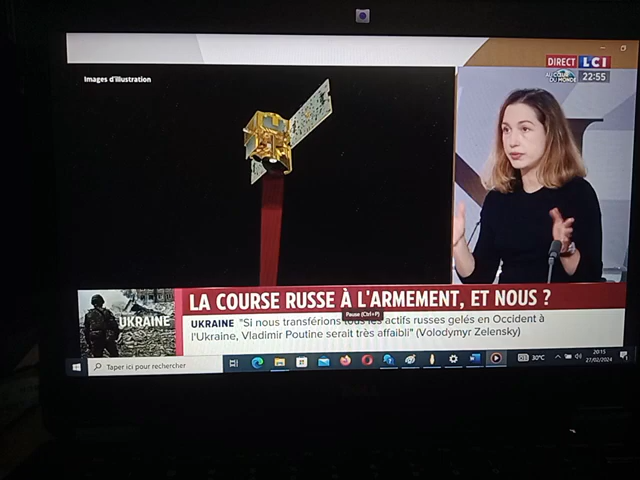 Images d'illustration
DIRECT LCI
AU CŒUR DU MONDE 22:55
LA COURSE RUSSE À L'ARMEMENT, ET NOUS ?
Pause (Ctrl+P)
UKRAINE
UKRAINE "Si nous transférions tous les actifs russes gelés en Occident à
l'Ukraine, Vladimir Poutine serait très affaibli" (Volodymyr Zelensky)
Taper ici pour rechercher
30°C
20:15
27/02/2024
DELL